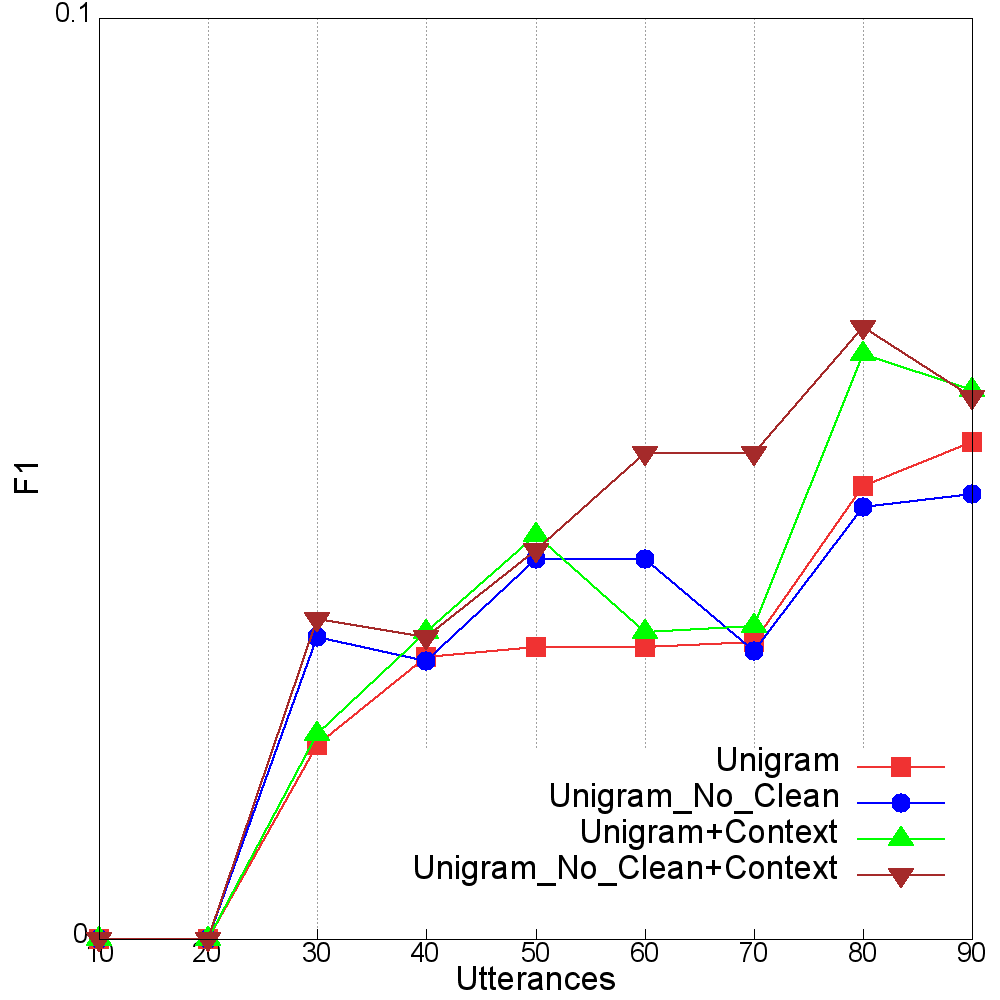 0.1
F1
Unigram
Unigram_No_Clean
Unigram+Context
Unigram_No_Clean+Context
0
10 20 30 40 50 60 70 80 90
Utterances